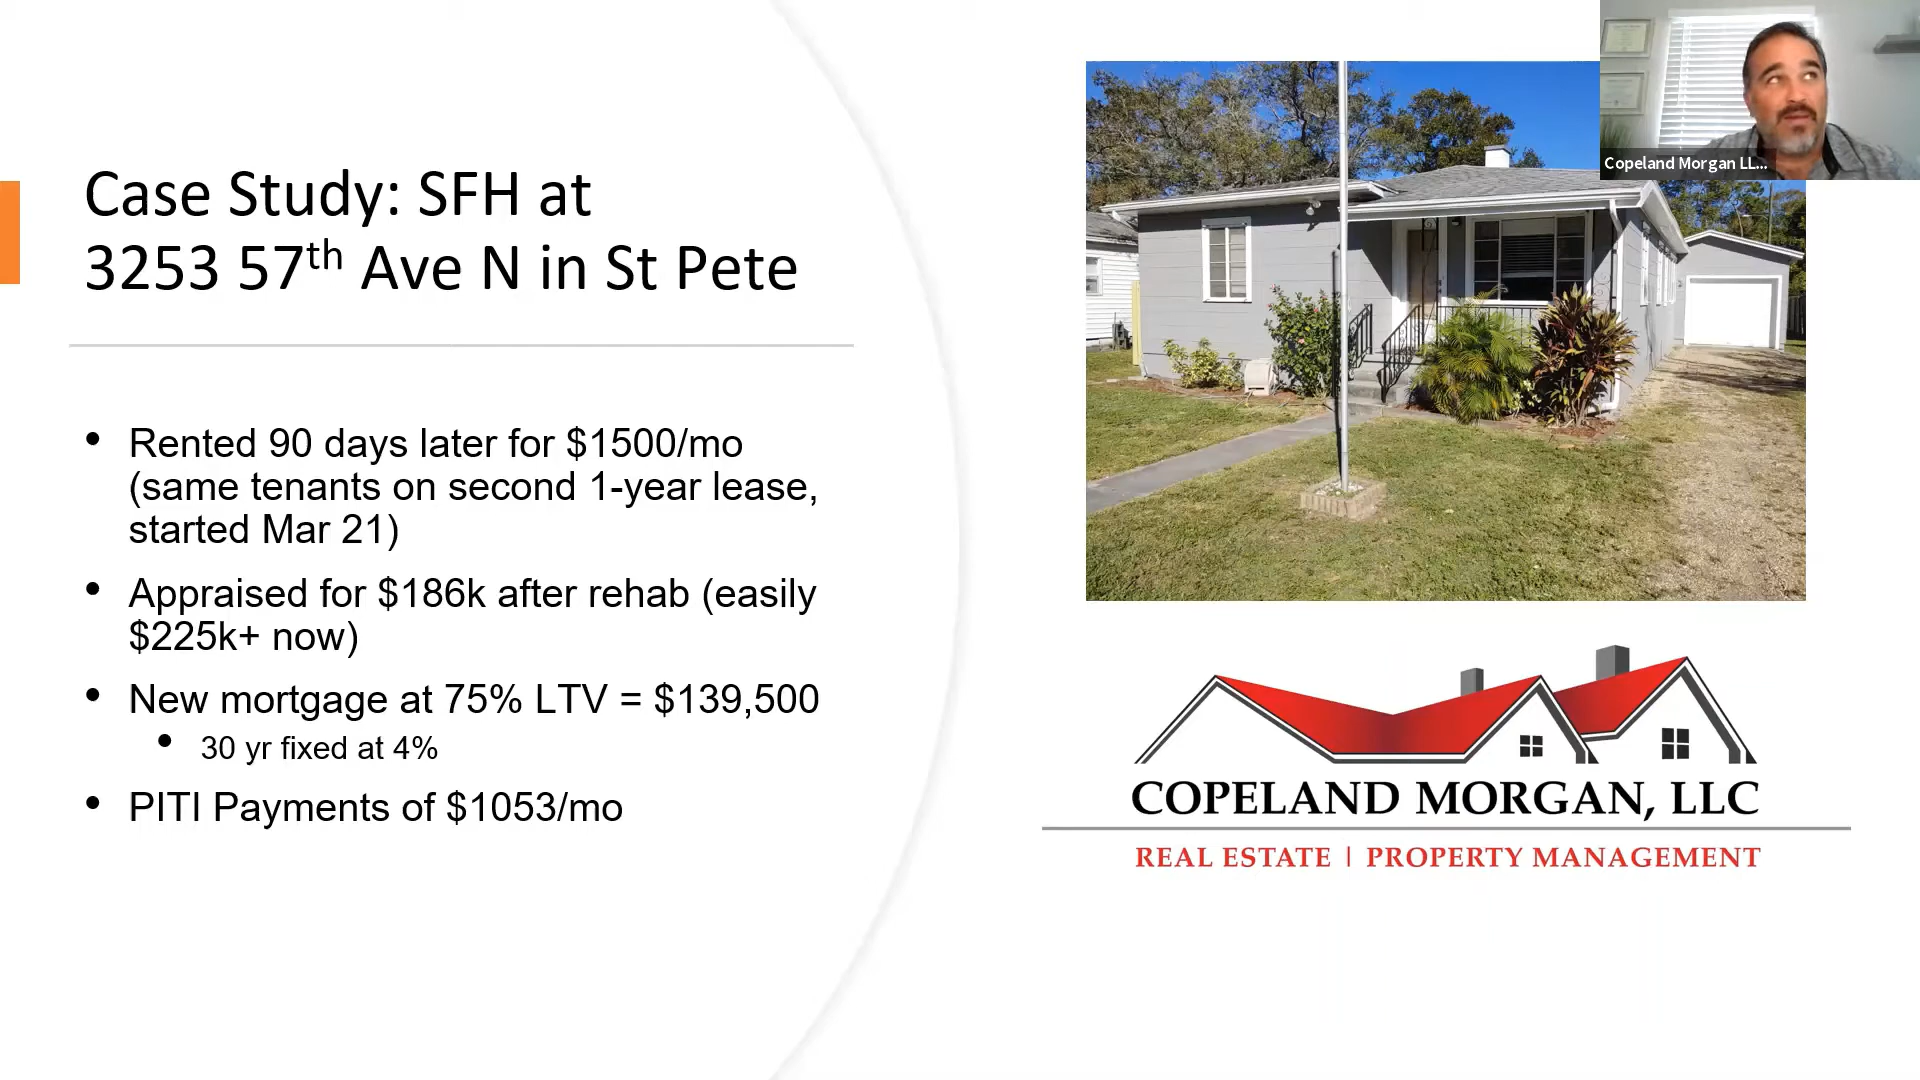 Copeland Morgan LL...
Case Study: SFH at
3253 57th Ave N in St Pete
• Rented 90 days later for $1500/mo
(same tenants on second 1-year lease,
started Mar 21)
• Appraised for $186k after rehab (easily
$225k+ now)
• New mortgage at 75% LTV = $139,500
• 30 yr fixed at 4%
• PITI Payments of $1053/mo
COPELAND MORGAN, LLC
REAL ESTATE | PROPERTY MANAGEMENT